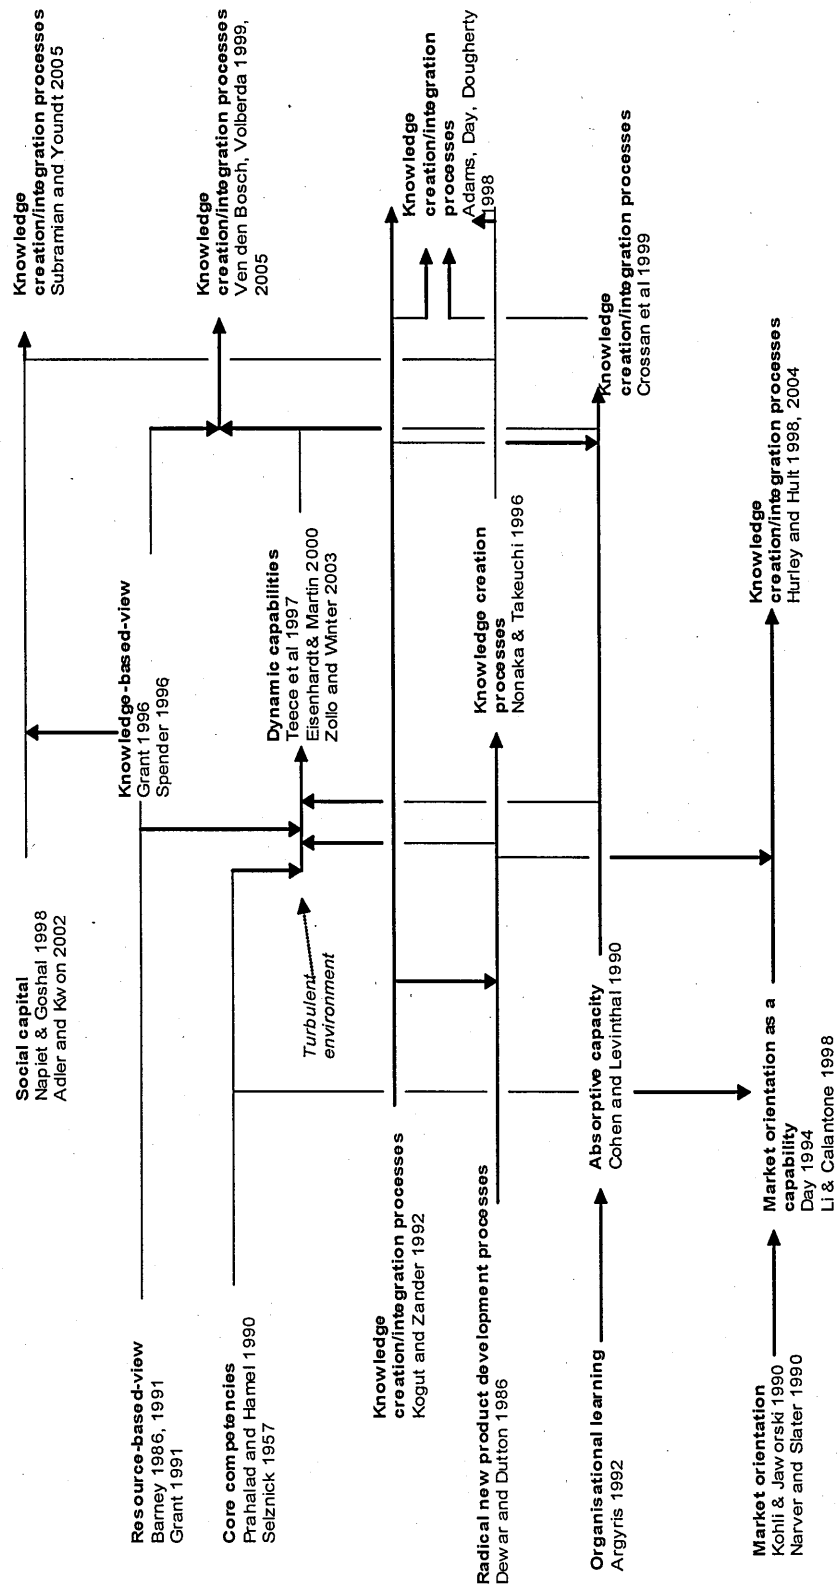 Social capital
Napiet & Goshal 1998
Adler and Kwon 2002
Knowledge
creation/integration processes
Subramian and Youndt 2005
Resource-based-view
Barney 1986, 1991
Grant 1991
Knowledge-based-view
Grant 1996
Spender 1996
Knowledge
creation/integration processes
Ven den Bosch, Volberda 1999,
2005
Core competencies
Prahalad and Hamel 1990
Selznick 1957
Turbulent
environment
Dynamic capabilities
Teece et al 1997
Eisenhardt& Martin 2000
Zollo and Winter 2003
Knowledge
creation/integration processes
Kogut and Zander 1992
Knowledge
creation/integration
processes
Adams, Day, Dougherty
1998
Radical new product development processes
Dewar and Dutton 1986
Knowledge creation
processes
Nonaka & Takeuchi 1996
Organisational learning
Argyris 1992
Absorptive capacity
Cohen and Levinthal 1990
Knowledge
creation/integration processes
Crossan et al 1999
Market orientation
Kohli & Jaworski 1990
Narver and Slater 1990
Market orientation as a
capability
Day 1994
Li & Calantone 1998
Knowledge
creation/integration processes
Hurley and Hult 1998, 2004